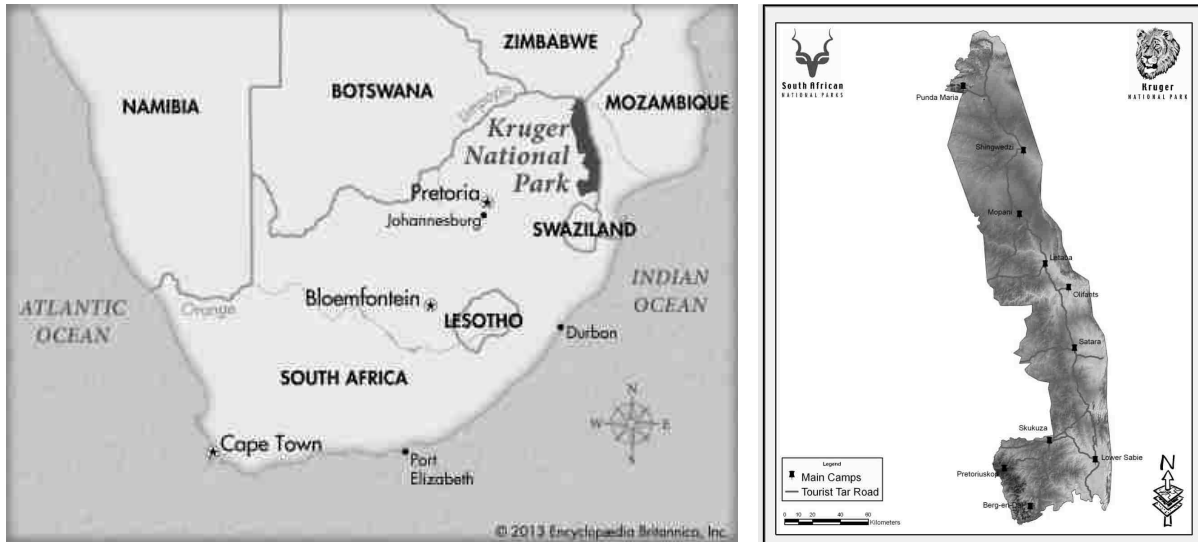 ZIMBABWE
BOTSWANA
NAMIBIA
MOZAMBIQUE
Limpopo
Kruger
National
Park
Pretoria
Johannesburg
SWAZILAND
INDIAN
OCEAN
ATLANTIC
OCEAN
Orange
Bloemfontein
LESOTHO
Durban
SOUTH AFRICA
N
W E
S
Cape Town
Port
Elizabeth
© 2013 Encyclopædia Britannica, Inc.
South African
NATIONAL PARKS
Kruger
NATIONAL PARK
Punda Maria
Shingwedzi
Mopani
Letaba
Olifants
Satara
Skukuza
Lower Sabie
Pretoriuskop
Berg-en-Dal
Legend
Main Camps
Tourist Tar Road
0 10 20 40 60
Kilometers
N